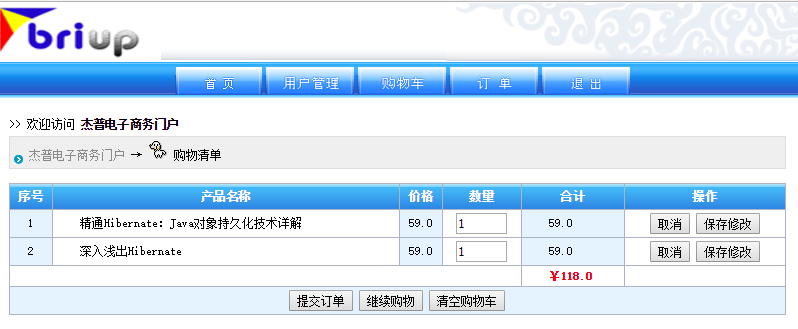 briup
首 页 用户管理 购物车 订 单 退 出
>> 欢迎访问 杰普电子商务门户
杰普电子商务门户 → 购物清单
序号 产品名称 价格 数量 合计 操作
1 精通Hibernate：Java对象持久化技术详解 59.0 1 59.0 取消 保存修改
2 深入浅出Hibernate 59.0 1 59.0 取消 保存修改
￥118.0
提交订单 继续购物 清空购物车